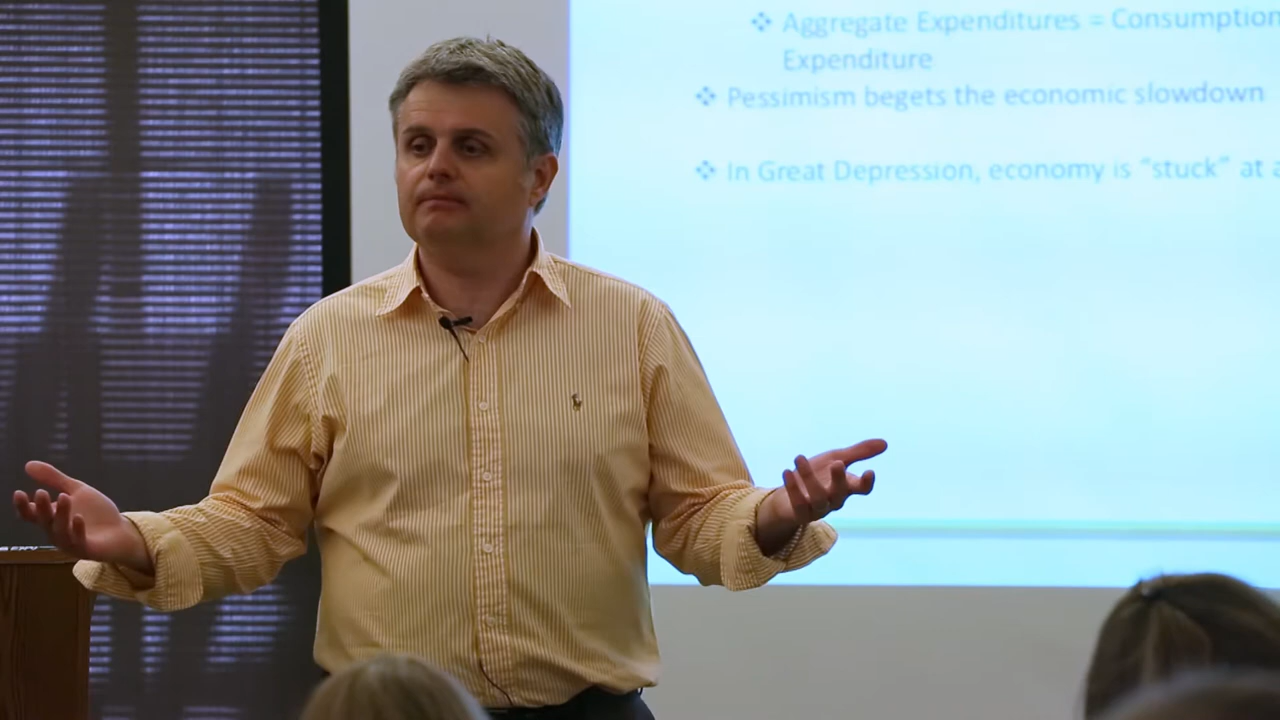 ❖ Aggregate Expenditures = Consumption
Expenditure
❖ Pessimism begets the economic slowdown
❖ In Great Depression, economy is "stuck" at a